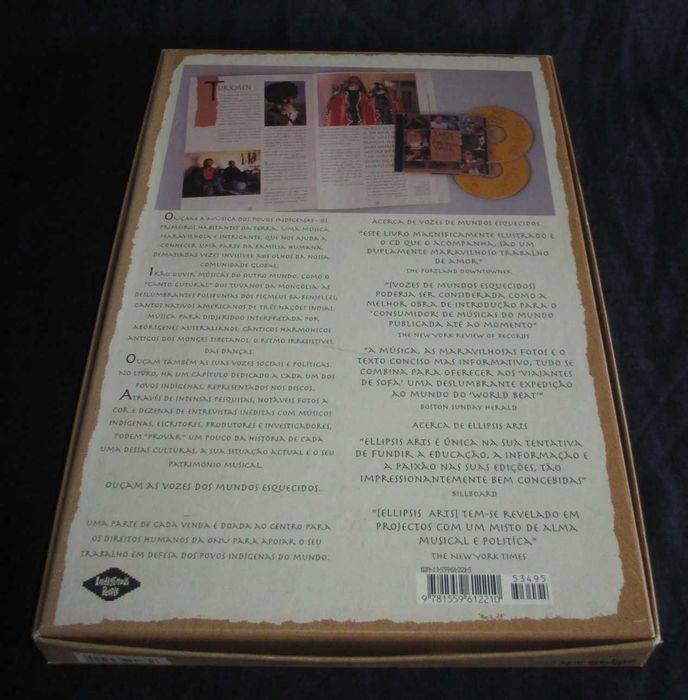 TURKMEN
OUÇAM A MÚSICA DOS POVOS INDÍGENAS - OS
PRIMEIROS HABITANTES DA TERRA. UMA MÚSICA
MARAVILHOSA E INTRIGANTE, QUE NOS AJUDA A
CONHECER UMA PARTE DA FAMÍLIA HUMANA,
DEMASIADAS VEZES INVISÍVEIS AOS OLHOS DA NOSSA
COMUNIDADE GLOBAL.
IRÃO OUVIR MÚSICAS DO OUTRO MUNDO, COMO O
"CANTO GUTURAL" DOS TUVANOS DA MONGÓLIA; AS
DESLUMBRANTES POLIFONIAS DOS PIGMEUS BA-BENJELLÉ;
CANTOS NATIVOS AMERICANOS DE TRÊS NAÇÕES INDIAS;
MÚSICA PARA DIDJERIDOO INTERPRETADA POR
ABORÍGENES AUSTRALIANOS; CÂNTICOS HARMÓNICOS
ANTIGOS DOS MONGES TIBETANOS; O RITMO IRRESISTÍVEL
DAS DANÇAS.
OUÇAM TAMBÉM AS SUAS VOZES SOCIAIS E POLÍTICAS.
NO LIVRO, HÁ UM CAPÍTULO DEDICADO A CADA UM DOS
POVOS INDÍGENAS, REPRESENTADOS NOS DISCOS.
ATRAVÉS DE INTENSAS PESQUISAS, NOTÁVEIS FOTOS A
COR E DEZENAS DE ENTREVISTAS INÉDITAS COM MÚSICOS
INDÍGENAS, ESCRITORES, PRODUTORES E INVESTIGADORES,
PODEM "PROVAR" UM POUCO DA HISTÓRIA DE CADA
UMA DESSAS CULTURAS, A SUA SITUAÇÃO ACTUAL E O SEU
PATRIMÓNIO MUSICAL.
OUÇAM AS VOZES DOS MUNDOS ESQUECIDOS.
UMA PARTE DE CADA VENDA É DOADA AO CENTRO PARA
OS DIREITOS HUMANOS DA ONU PARA APOIAR O SEU
TRABALHO EM DEFESA DOS POVOS INDÍGENAS DO MUNDO.
INDIGENOUS
PEOPLE
ACERCA DE VOZES DE MUNDOS ESQUECIDOS
"ESTE LIVRO MAGNIFICAMENTE ILUSTRADO E
O CD QUE O ACOMPANHA, SÃO UM
DUPLAMENTE MARAVILHOSO TRABALHO
DE AMOR"
THE PORTLAND DOWNTOWNER
"[VOZES DE MUNDOS ESQUECIDOS]
PODERIA SER CONSIDERADA COMO A
MELHOR OBRA DE INTRODUÇÃO PARA O
'CONSUMIDOR' DE MÚSICAS DO MUNDO
PUBLICADA ATÉ AO MOMENTO"
THE NEW YORK REVIEW OF RECORDS
"A MÚSICA, AS MARAVILHOSAS FOTOS E O
TEXTO CONCISO MAS INFORMATIVO, TUDO SE
COMBINA PARA OFERECER AOS 'VIAJANTES
DE SOFA' UMA DESLUMBRANTE EXPEDIÇÃO
AO MUNDO DO 'WORLD BEAT'"
BOSTON SUNDAY HERALD
ACERCA DE ELLIPSIS ARTS
"ELLIPSIS ARTS É ÚNICA NA SUA TENTATIVA
DE FUNDIR A EDUCAÇÃO, A INFORMAÇÃO E
A PAIXÃO NAS SUAS EDIÇÕES, TÃO
IMPRESSIONANTEMENTE BEM CONCEBIDAS"
BILLBOARD
"[ELLIPSIS ARTS] TEM-SE REVELADO EM
PROJECTOS COM UM MISTO DE ALMA
MUSICAL E POLITÍCA"
THE NEW YORK TIMES
ISBN-1-55961-221-5
53495
9 781559 612210